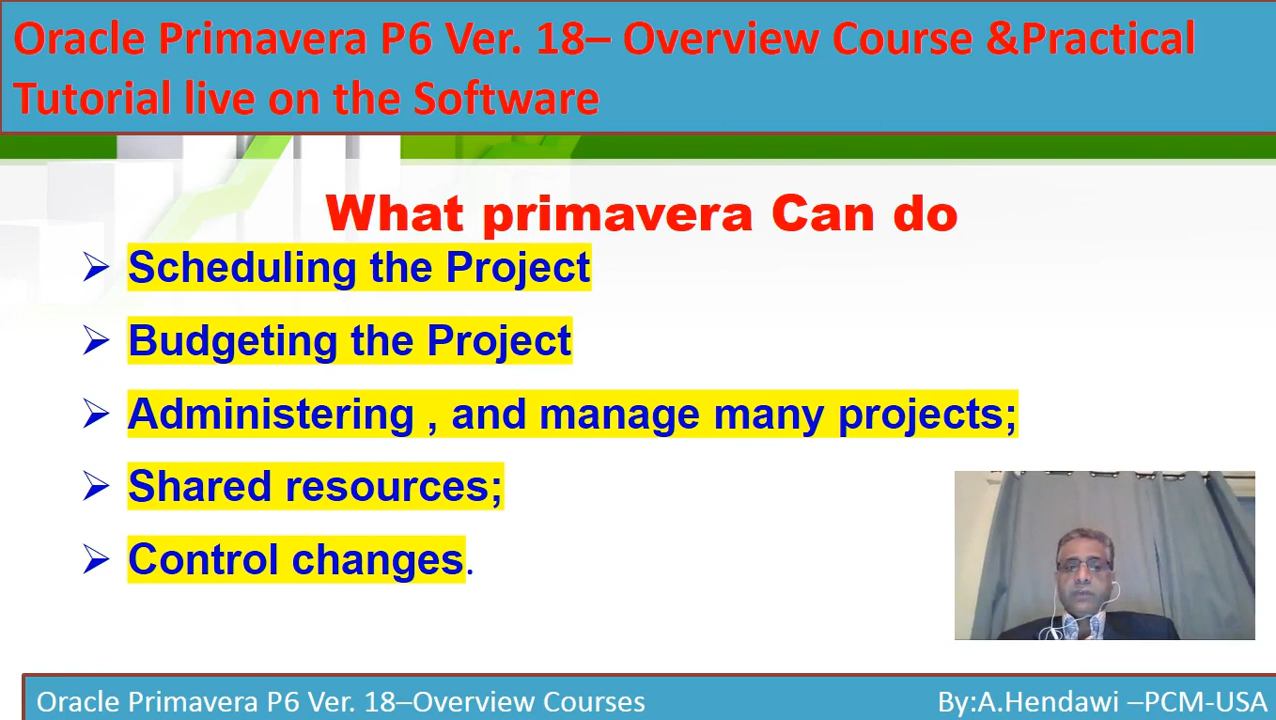 Oracle Primavera P6 Ver. 18– Overview Course &Practical
Tutorial live on the Software
What primavera Can do
➢ Scheduling the Project
➢ Budgeting the Project
➢ Administering , and manage many projects;
➢ Shared resources;
➢ Control changes.
Oracle Primavera P6 Ver. 18–Overview Courses
By:A.Hendawi –PCM-USA